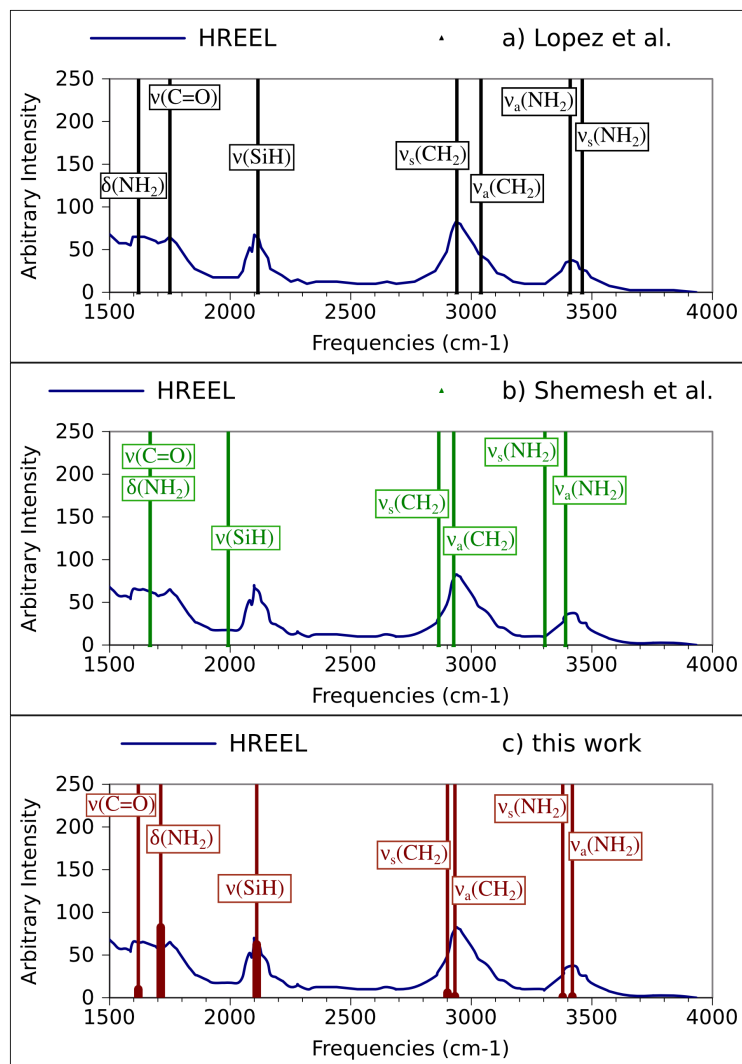 HREEL a) Lopez et al.
250
200
150
100
50
0
Arbitrary Intensity
ν(C=O)
δ(NH2)
ν(SiH)
νs(CH2)
νa(CH2)
νa(NH2)
νs(NH2)
1500 2000 2500 3000 3500 4000
Frequencies (cm-1)
HREEL b) Shemesh et al.
250
200
150
100
50
0
Arbitrary Intensity
ν(C=O)
δ(NH2)
ν(SiH)
νs(CH2)
νa(CH2)
νs(NH2)
νa(NH2)
1500 2000 2500 3000 3500 4000
Frequencies (cm-1)
HREEL c) this work
250
200
150
100
50
0
Arbitrary Intensity
ν(C=O)
δ(NH2)
ν(SiH)
νs(CH2)
νa(CH2)
νs(NH2)
νa(NH2)
1500 2000 2500 3000 3500 4000
Frequencies (cm-1)